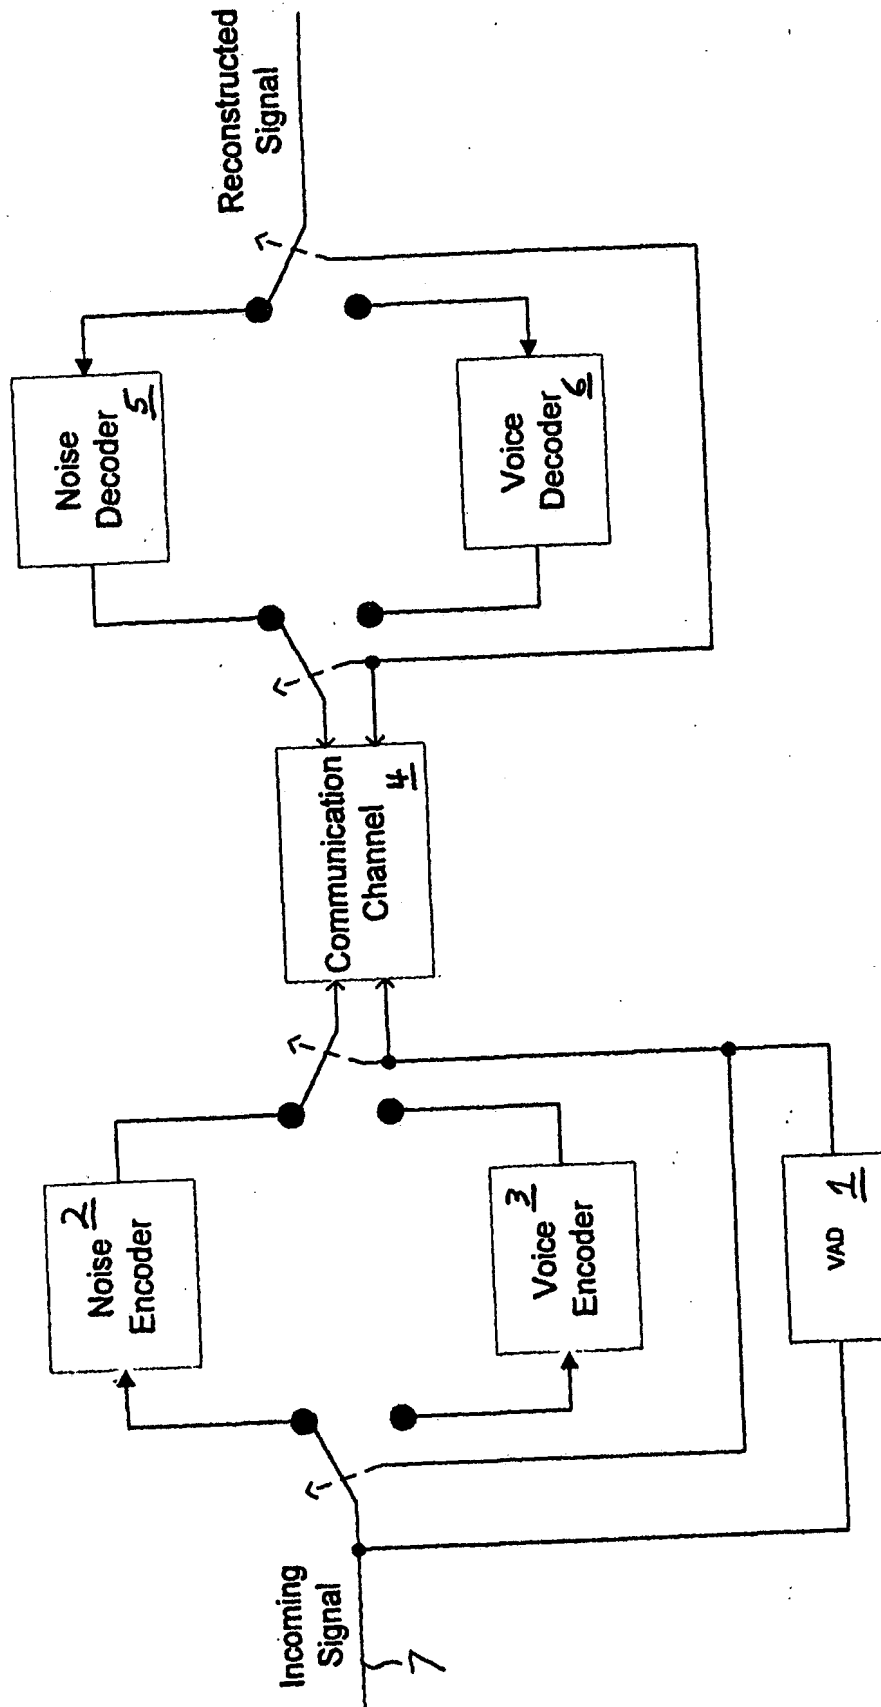 Incoming
Signal
7
Noise
Encoder
2
Voice
Encoder
3
VAD 1
Communication
Channel
4
Noise
Decoder
5
Voice
Decoder
6
Reconstructed
Signal